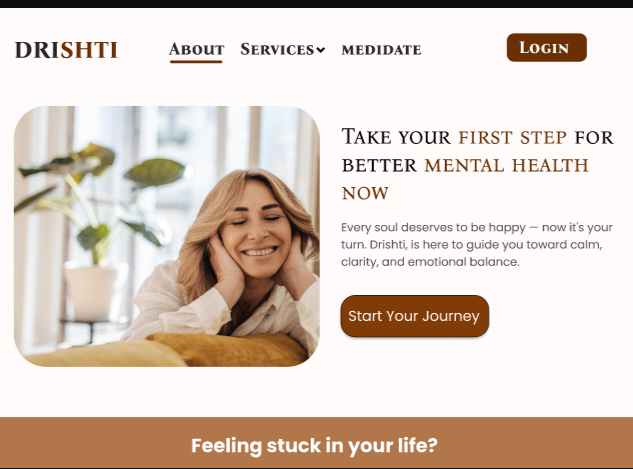 DRISHTI
About Services medidate
Login
Take your first step for
better mental health
now
Every soul deserves to be happy — now it's your
turn. Drishti, is here to guide you toward calm,
clarity, and emotional balance.
Start Your Journey
Feeling stuck in your life?